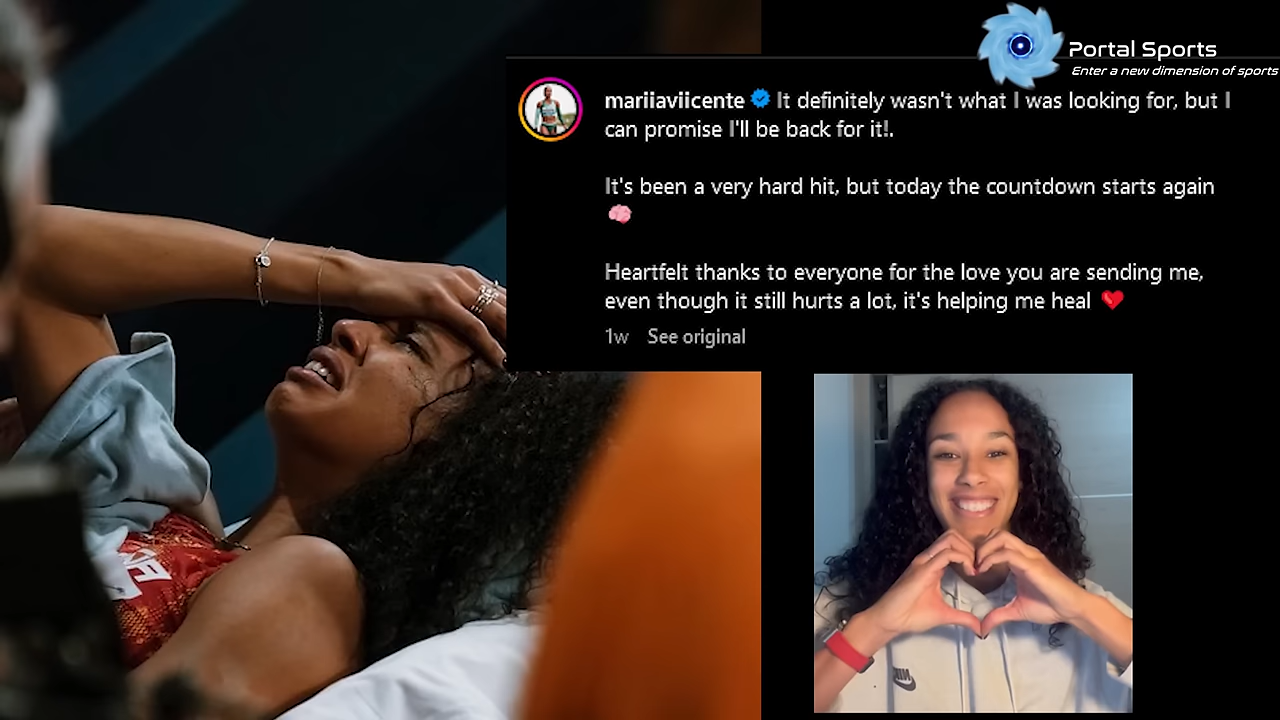 Portal Sports
Enter a new dimension of sports
mariiaviicente It definitely wasn't what I was looking for, but I
can promise I'll be back for it!.
It's been a very hard hit, but today the countdown starts again
🧠
Heartfelt thanks to everyone for the love you are sending me,
even though it still hurts a lot, it's helping me heal ❤️
1w See original